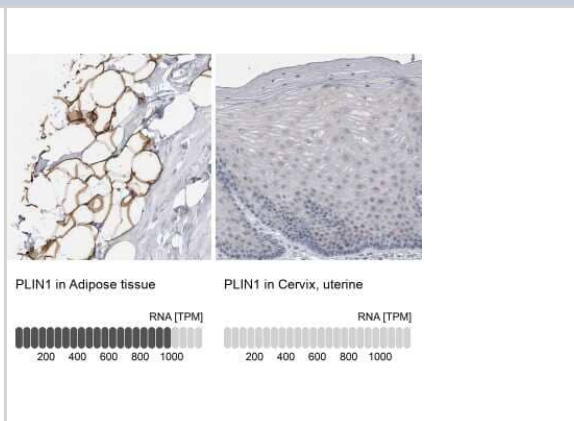 PLIN1 in Adipose tissue
PLIN1 in Cervix, uterine
RNA [TPM]
RNA [TPM]
200 400 600 800 1000
200 400 600 800 1000